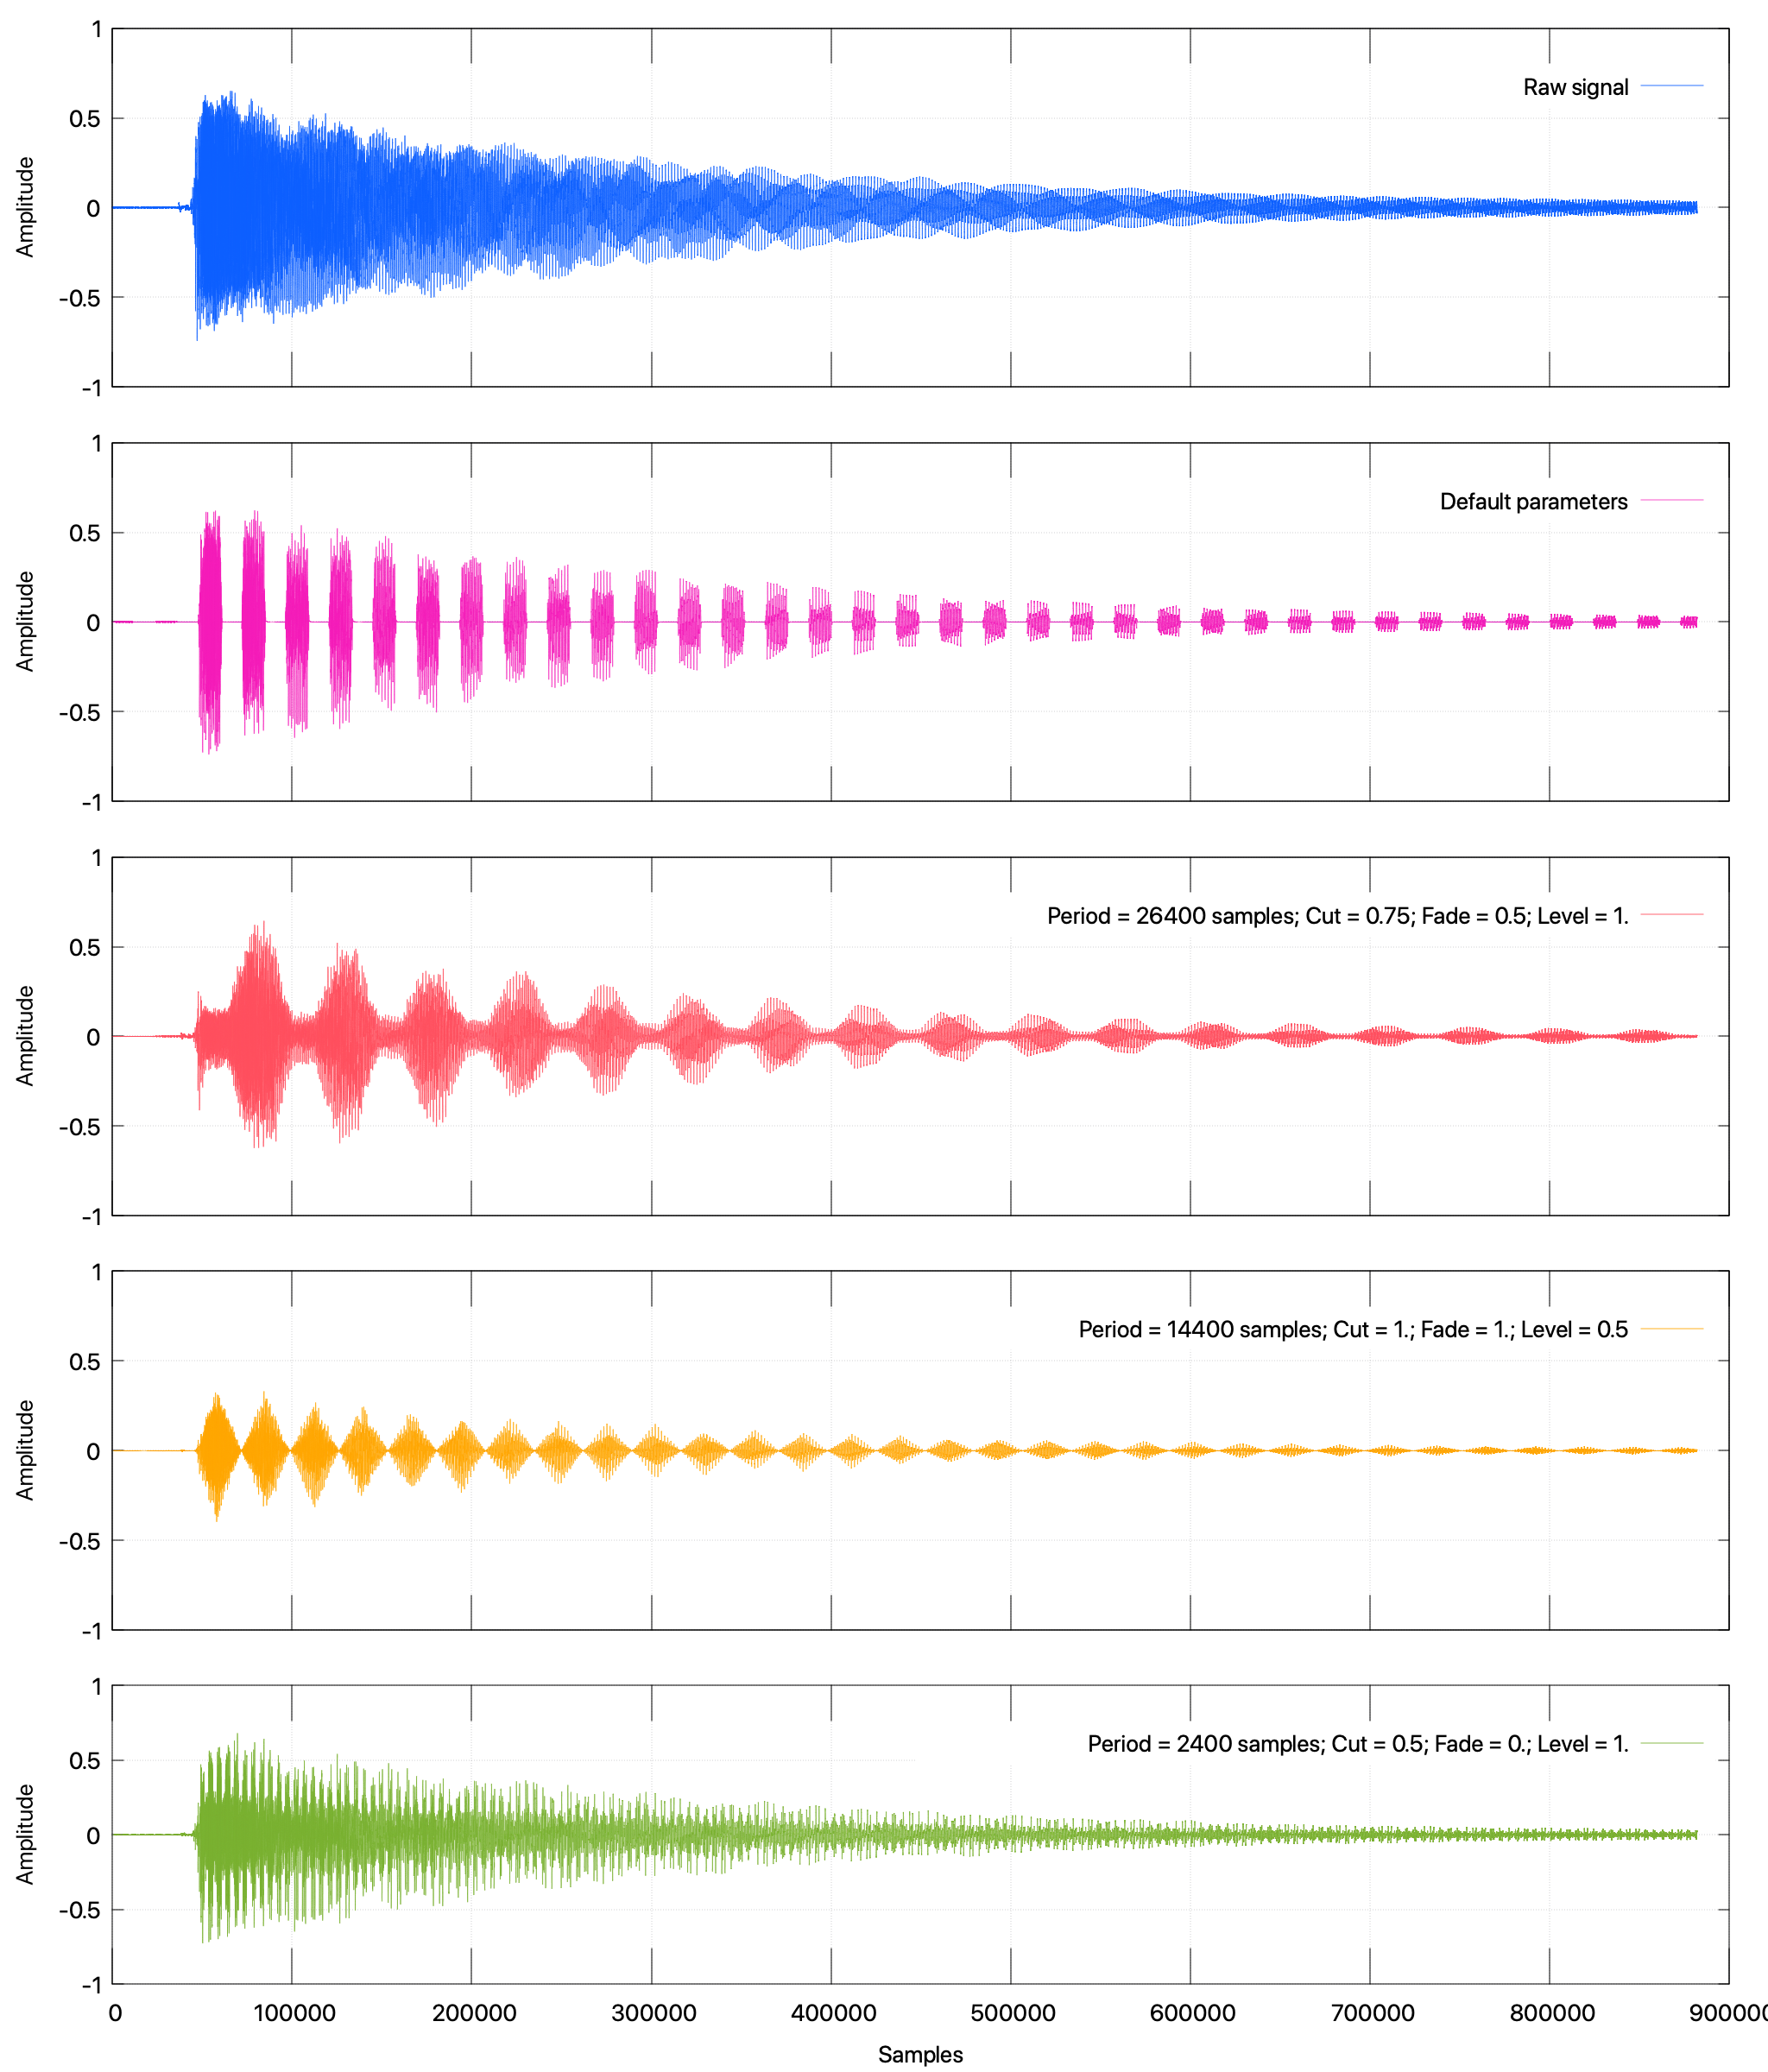 1
Raw signal
0.5
Amplitude
0
-0.5
-1
1
Default parameters
0.5
Amplitude
0
-0.5
-1
1
Period = 26400 samples; Cut = 0.75; Fade = 0.5; Level = 1.
0.5
Amplitude
0
-0.5
-1
1
Period = 14400 samples; Cut = 1.; Fade = 1.; Level = 0.5
0.5
Amplitude
0
-0.5
-1
1
Period = 2400 samples; Cut = 0.5; Fade = 0.; Level = 1.
0.5
Amplitude
0
-0.5
-1
0 100000 200000 300000 400000 500000 600000 700000 800000 900000
Samples